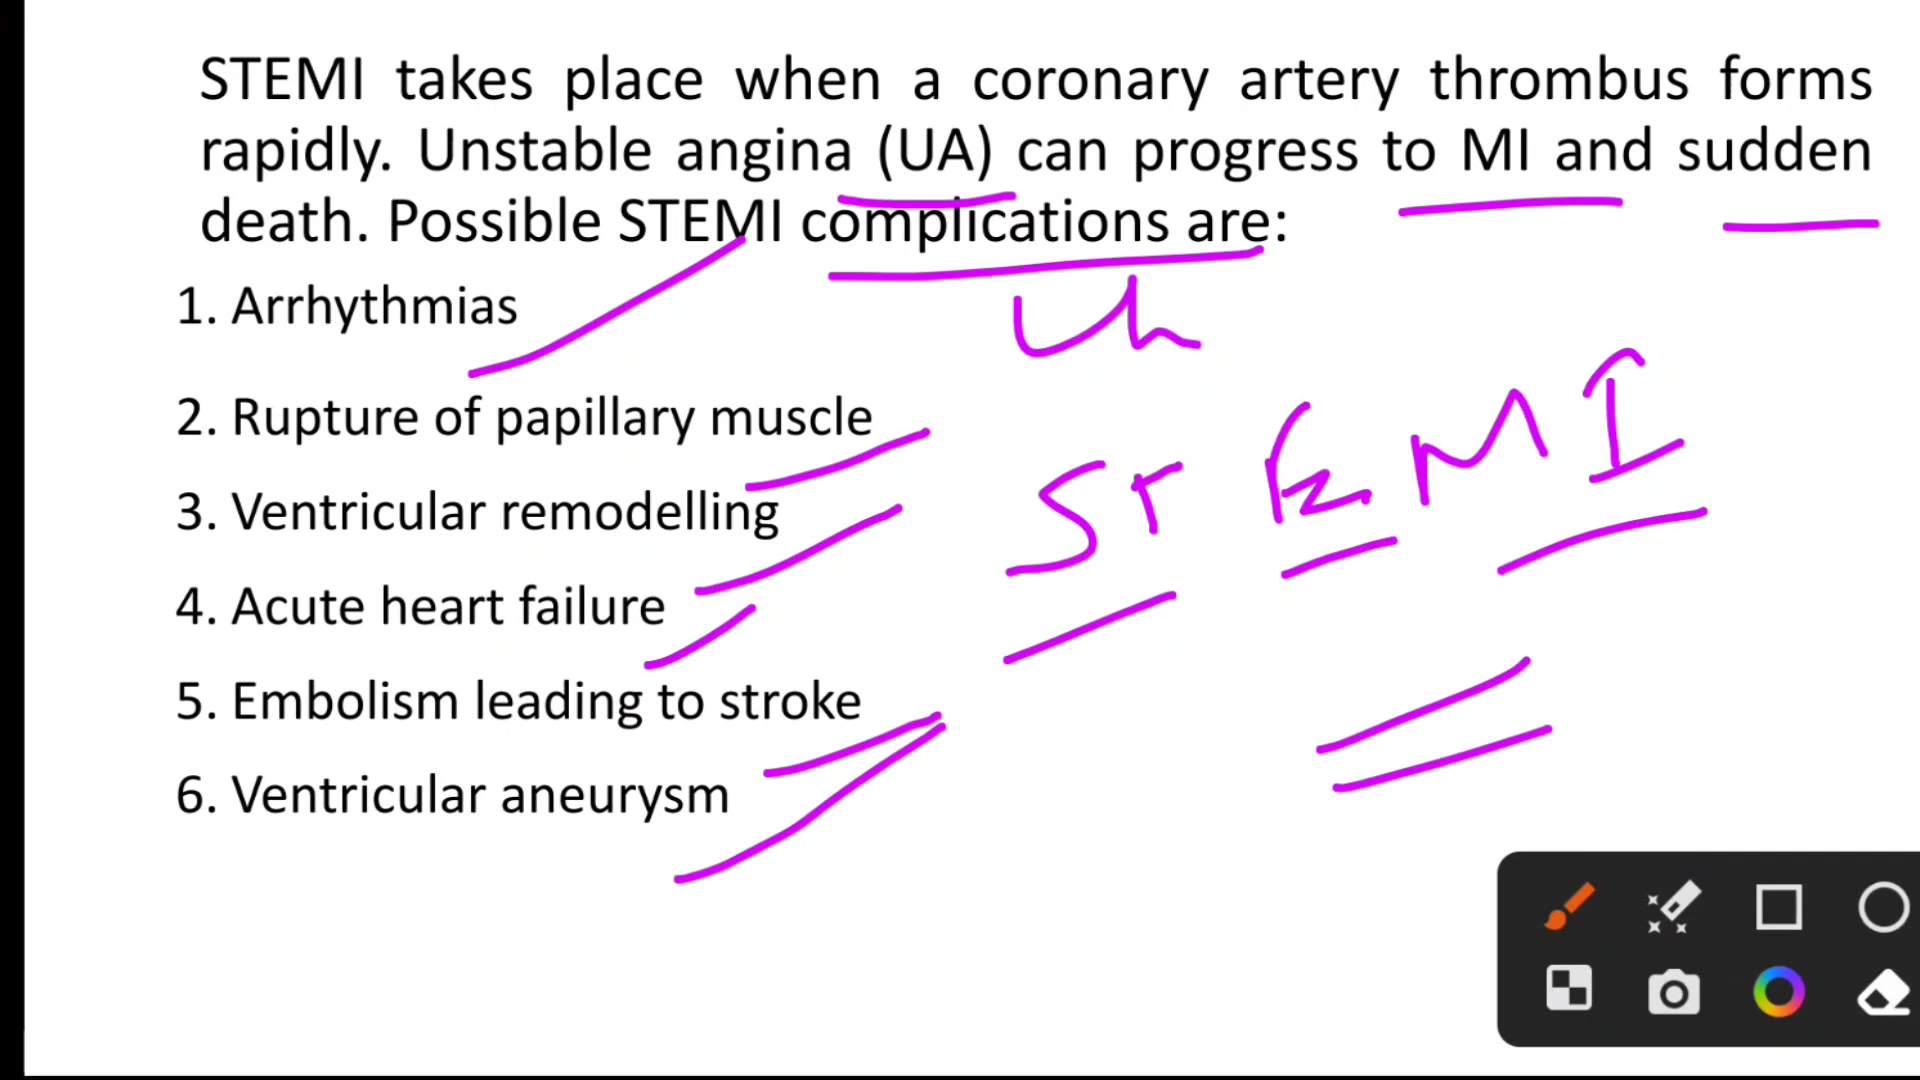 STEMI takes place when a coronary artery thrombus forms
rapidly. Unstable angina (UA) can progress to MI and sudden
death. Possible STEMI complications are:
1. Arrhythmias
2. Rupture of papillary muscle
3. Ventricular remodelling
4. Acute heart failure
5. Embolism leading to stroke
6. Ventricular aneurysm
ST E M I